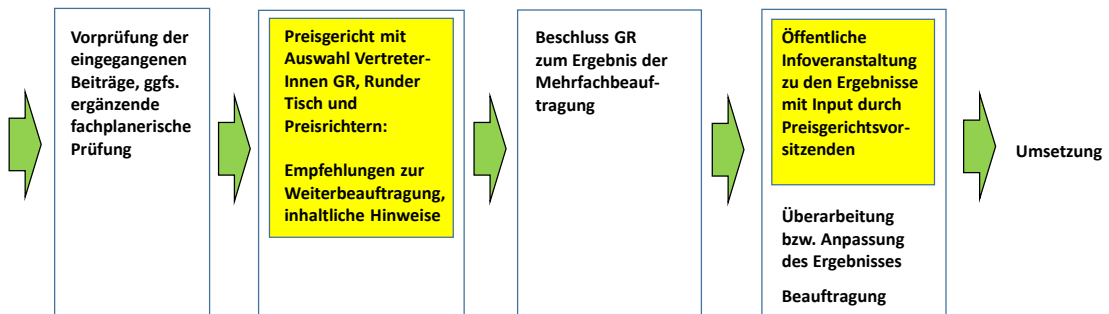 Vorprüfung der
eingegangenen
Beiträge, ggfs.
ergänzende
fachplanerische
Prüfung
Preisgericht mit
Auswahl Vertreter-
Innen GR, Runder
Tisch und
Preisrichtern:
Empfehlungen zur
Weiterbeauftragung,
inhaltliche Hinweise
Beschluss GR
zum Ergebnis der
Mehrfachbeauf-
tragung
Öffentliche
Infoveranstaltung
zu den Ergebnisse
mit Input durch
Preisgerichtsvor-
sitzenden
Überarbeitung
bzw. Anpassung
des Ergebnisses
Beauftragung
Umsetzung